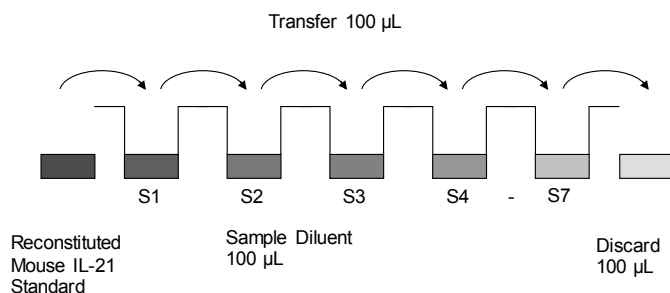 Transfer 100 µL
S1 S2 S3 S4 - S7
Reconstituted
Mouse IL-21
Standard
Sample Diluent
100 µL
Discard
100 µL